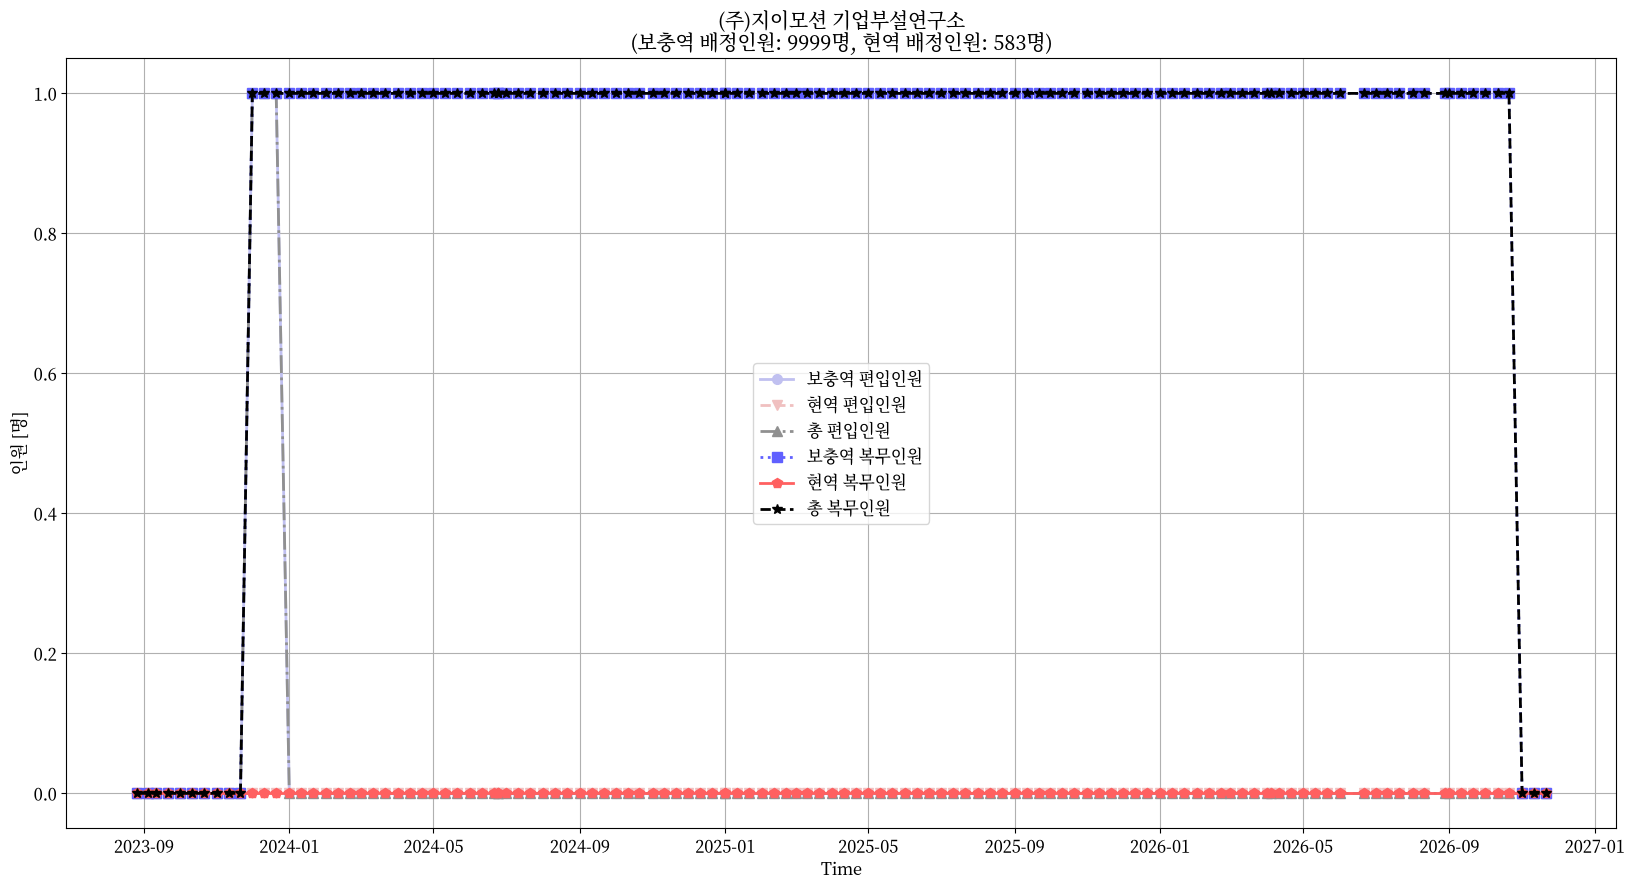 (주)지이모션 기업부설연구소
(보충역 배정인원: 9999명, 현역 배정인원: 583명)
인원 [명]
1.0
0.8
0.6
0.4
0.2
0.0
보충역 편입인원
현역 편입인원
총 편입인원
보충역 복무인원
현역 복무인원
총 복무인원
2023-09 2024-01 2024-05 2024-09 2025-01 2025-05 2025-09 2026-01 2026-05 2026-09 2027-01
Time